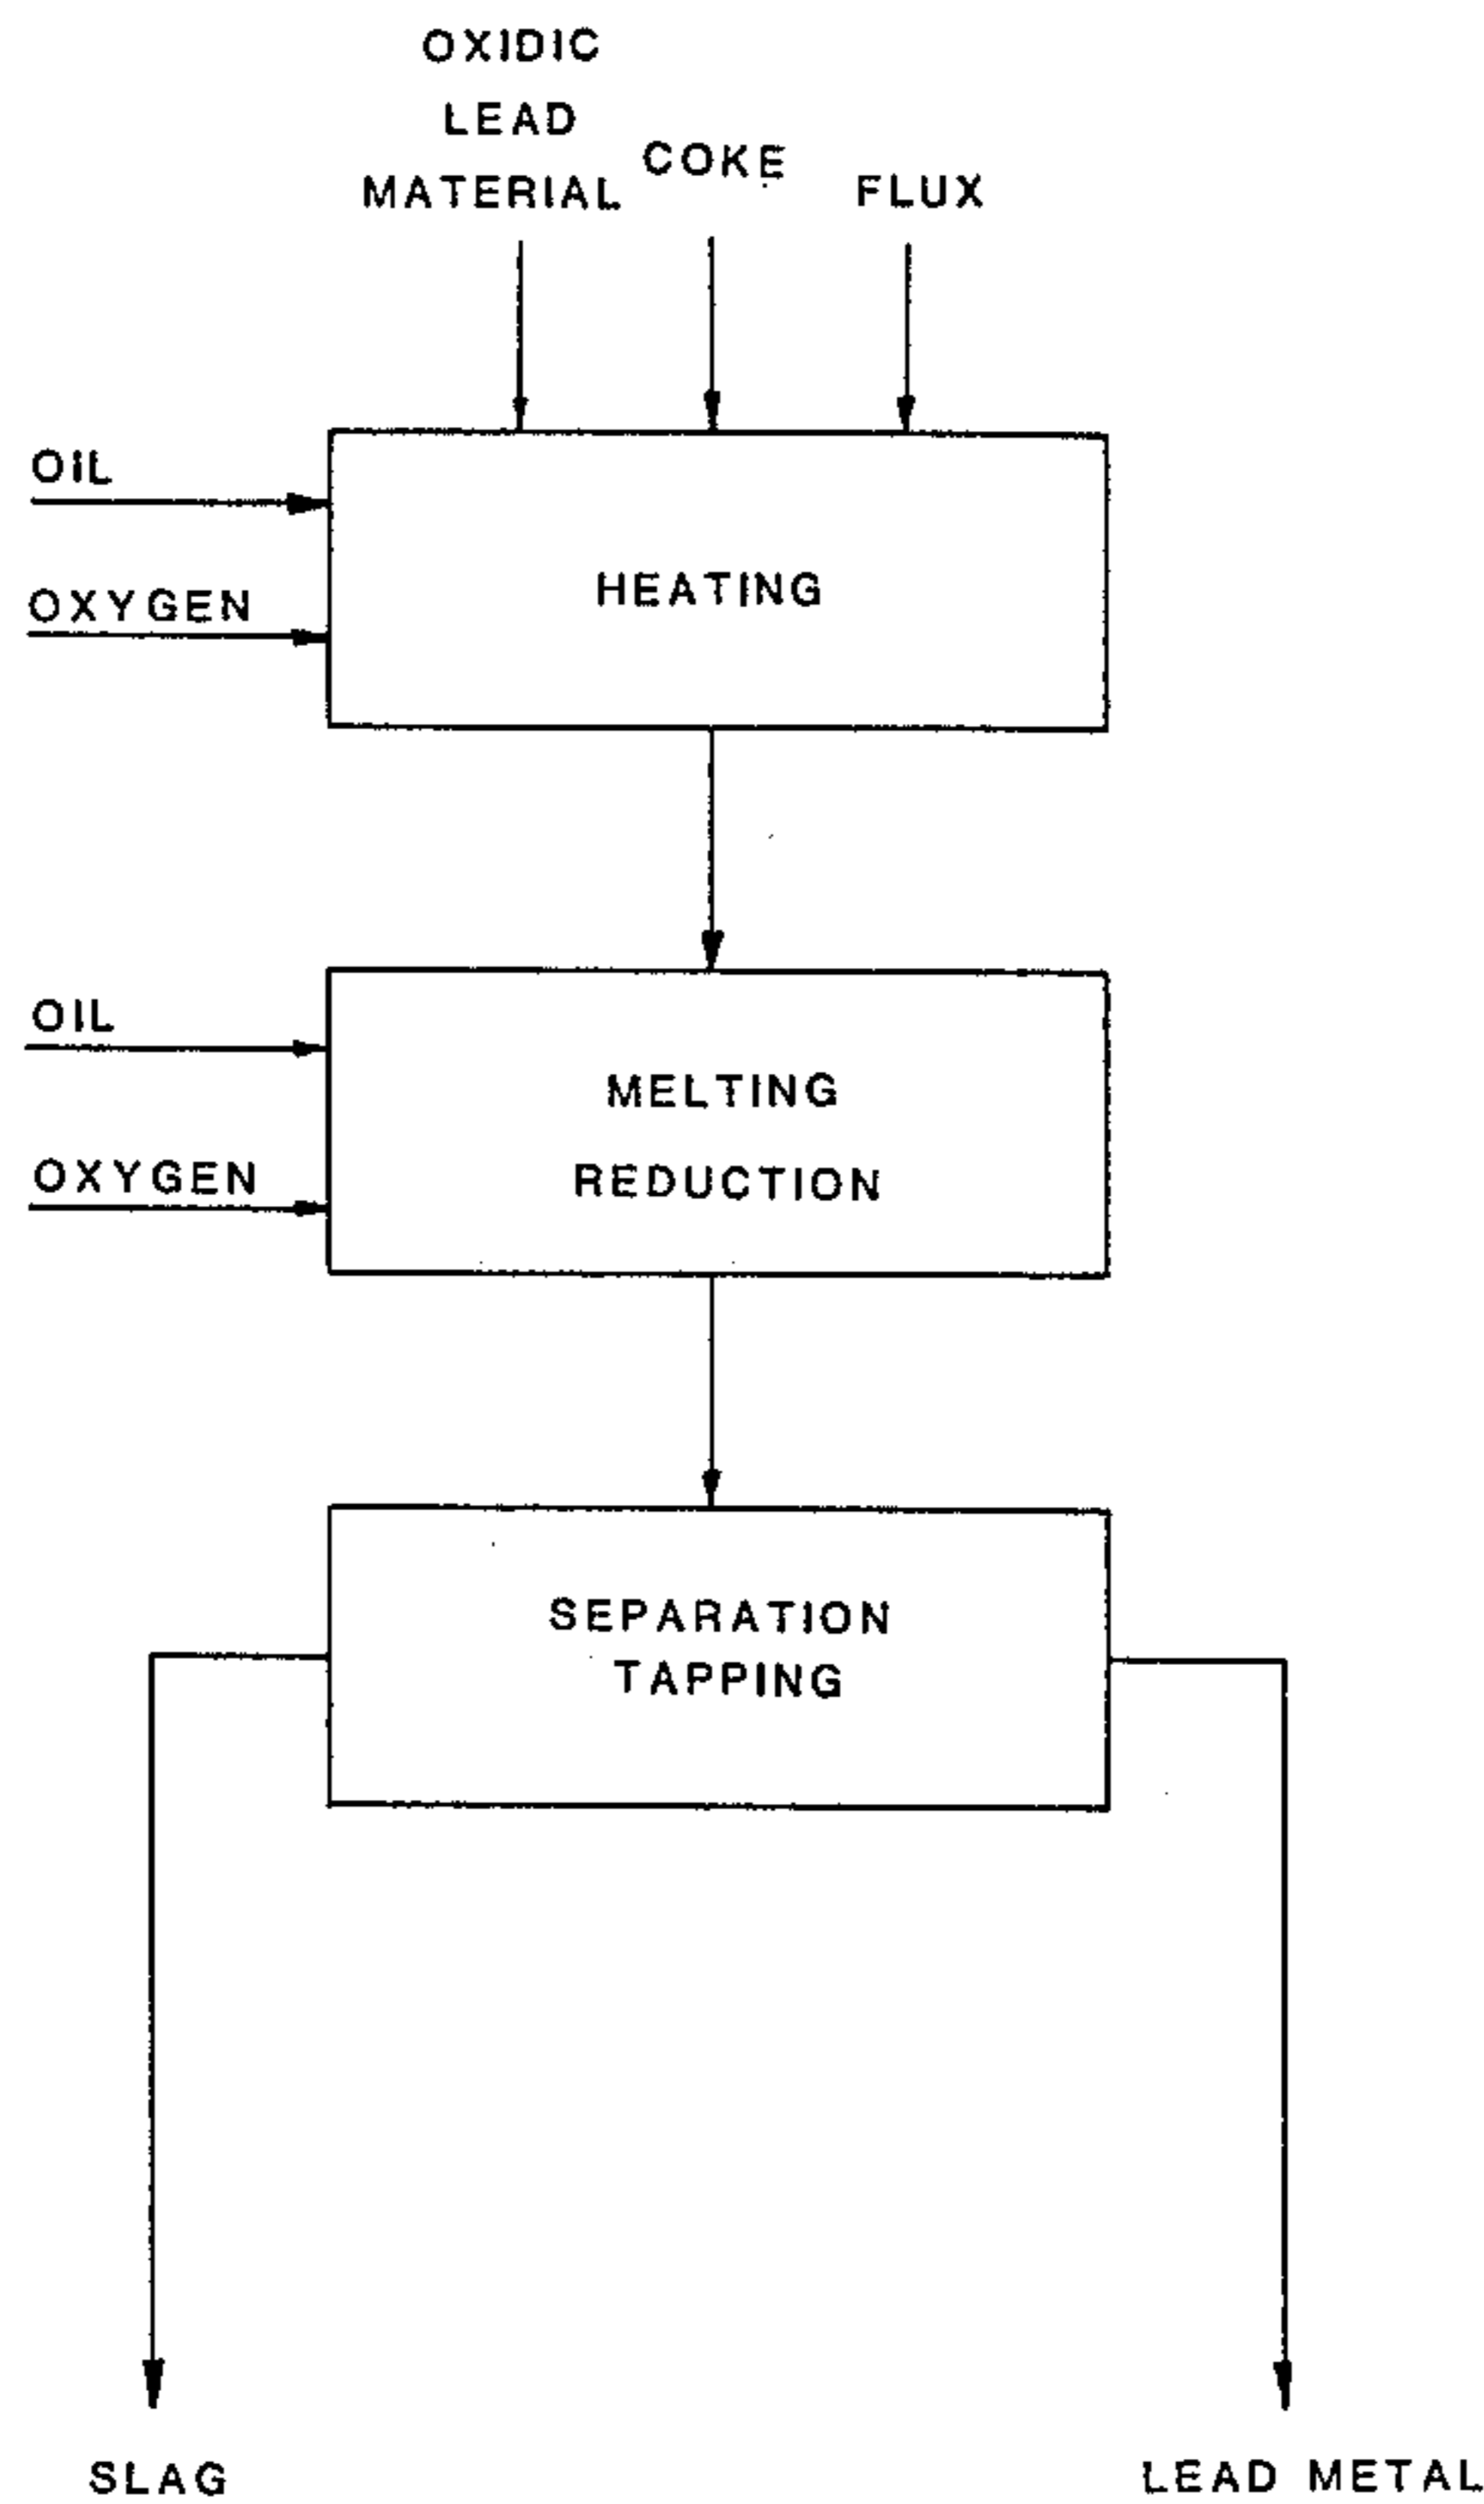 OXIDIC
LEAD
MATERIAL
COKE
FLUX
OIL
OXYGEN
HEATING
OIL
OXYGEN
MELTING
REDUCTION
SEPARATION
TAPPING
SLAG
LEAD METAL